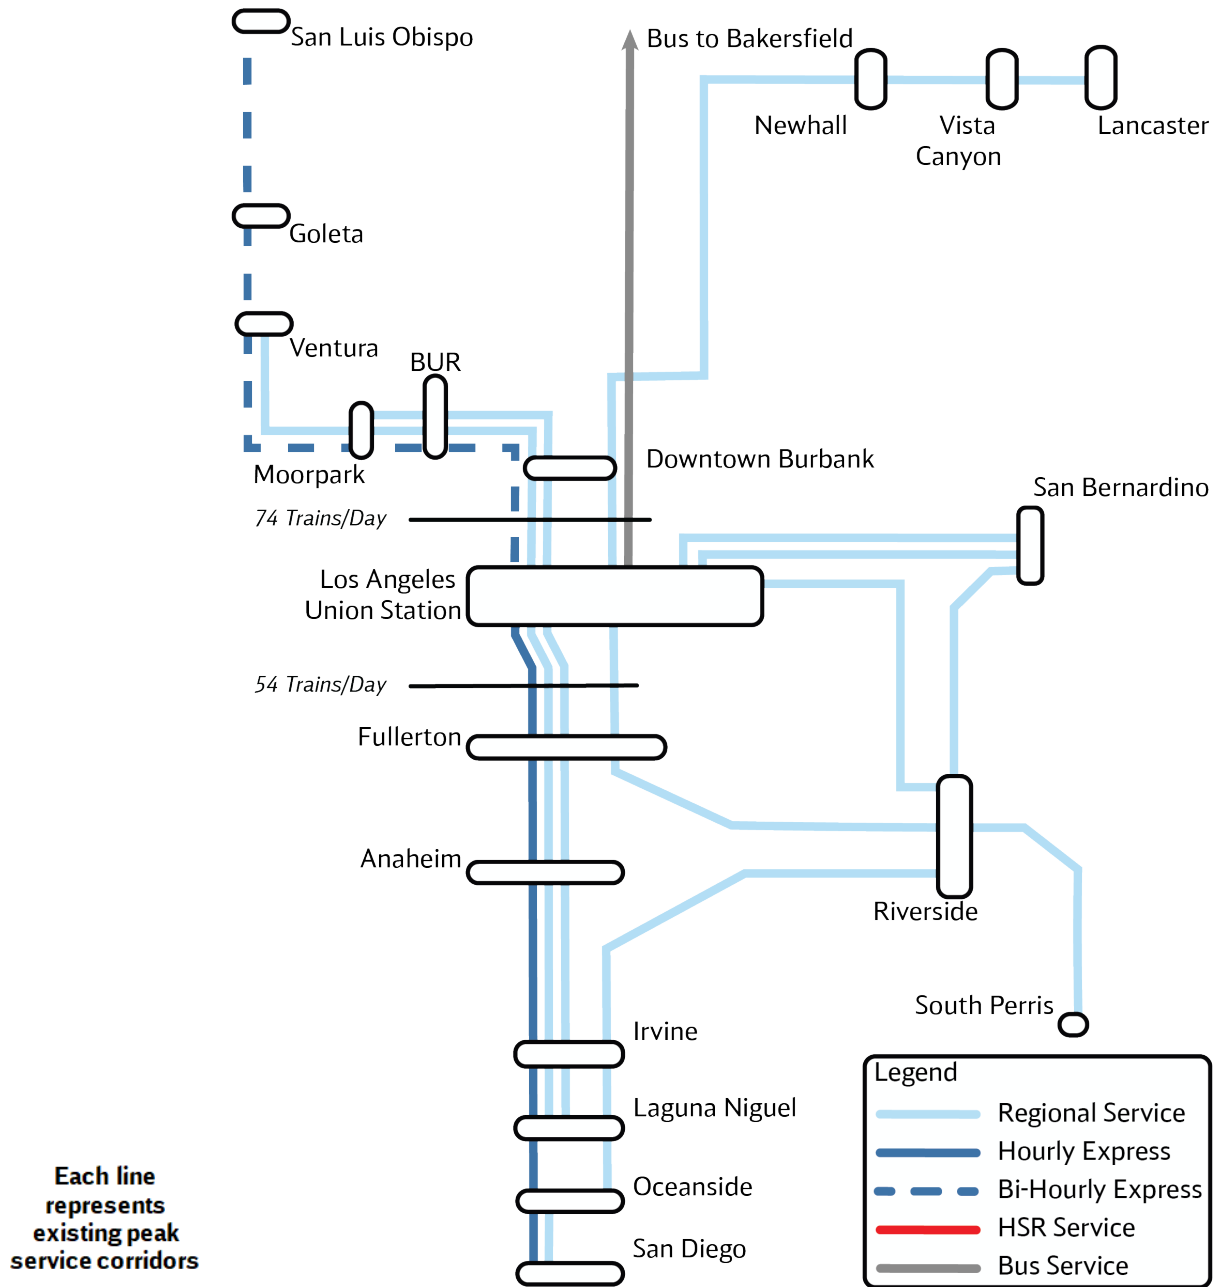 San Luis Obispo
Bus to Bakersfield
Newhall
Vista
Canyon
Lancaster
Goleta
Ventura
BUR
Moorpark
Downtown Burbank
San Bernardino
74 Trains/Day
Los Angeles
Union Station
54 Trains/Day
Fullerton
Anaheim
Riverside
South Perris
Irvine
Laguna Niguel
Oceanside
San Diego
Each line
represents
existing peak
service corridors
Legend
Regional Service
Hourly Express
Bi-Hourly Express
HSR Service
Bus Service